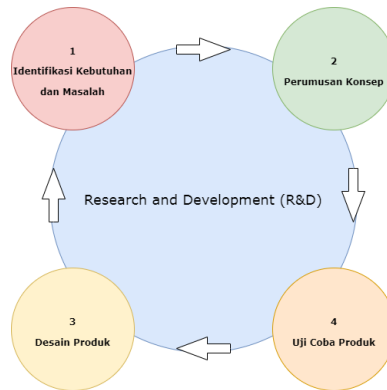 1
Identifikasi Kebutuhan
dan Masalah
2
Perumusan Konsep
Research and Development (R&D)
3
Desain Produk
4
Uji Coba Produk